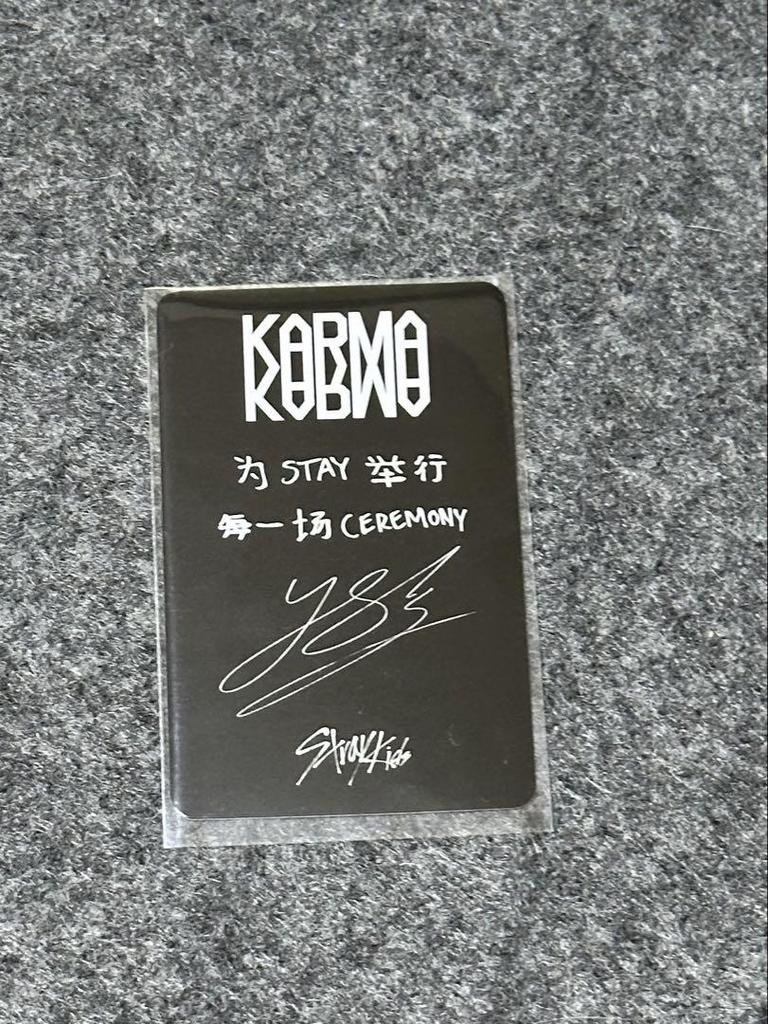 KARMA
为 STAY 举行
每一场 CEREMONY
Stray Kids